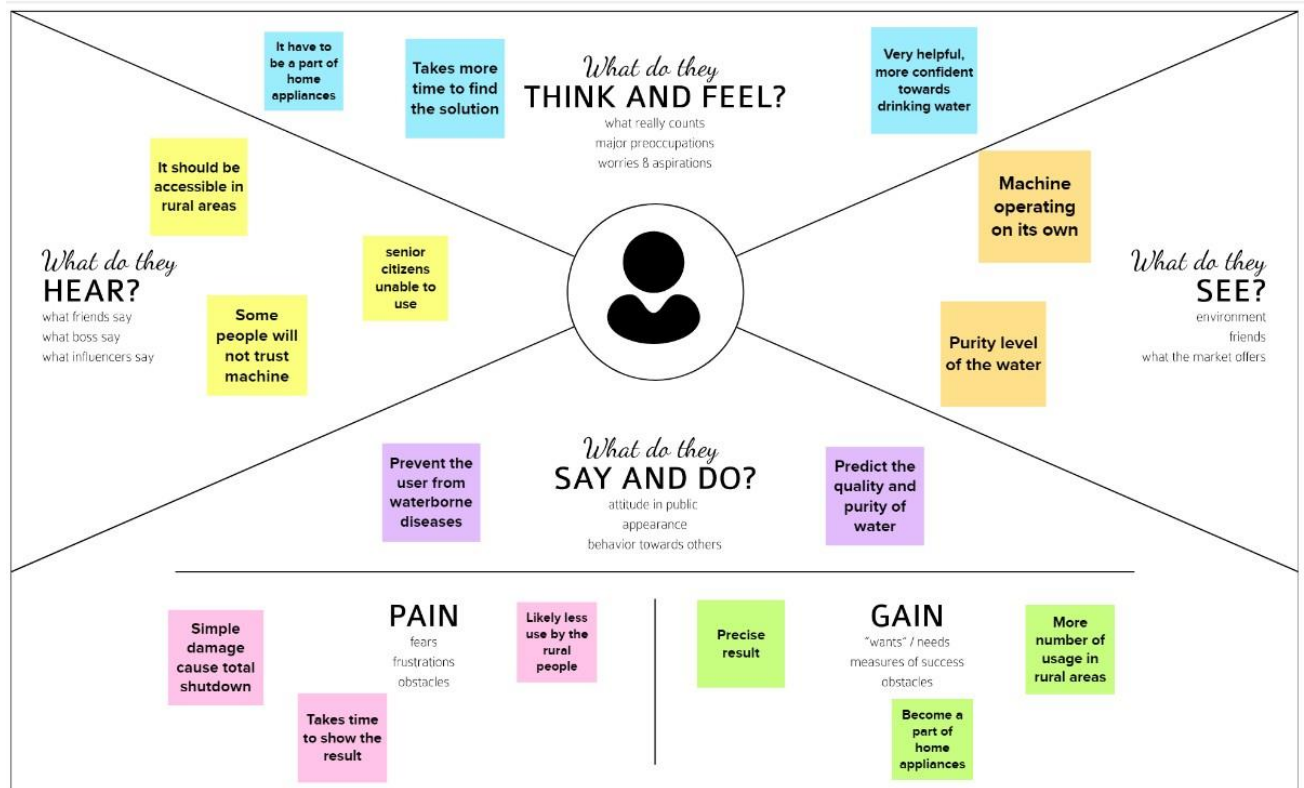 It have to
be a part of
home
appliances
Takes more
time to find
the solution
What do they
THINK AND FEEL?
what really counts
major preoccupations
worries & aspirations
Very helpful,
more confident
towards
drinking water
It should be
accessible in
rural areas
What do they
HEAR?
what friends say
what boss say
what influencers say
senior
citizens
unable to
use
Some
people will
not trust
machine
Machine
operating
on its own
What do they
SEE?
environment
friends
what the market offers
Purity level
of the water
Prevent the
user from
waterborne
diseases
What do they
SAY AND DO?
attitude in public
appearance
behavior towards others
Predict the
quality and
purity of
water
Simple
damage
cause total
shutdown
PAIN
fears
frustrations
obstacles
Likely less
use by the
rural
people
Takes time
to show the
result
Precise
result
GAIN
"wants" / needs
measures of success
obstacles
More
number of
usage in
rural areas
Become a
part of
home
appliances